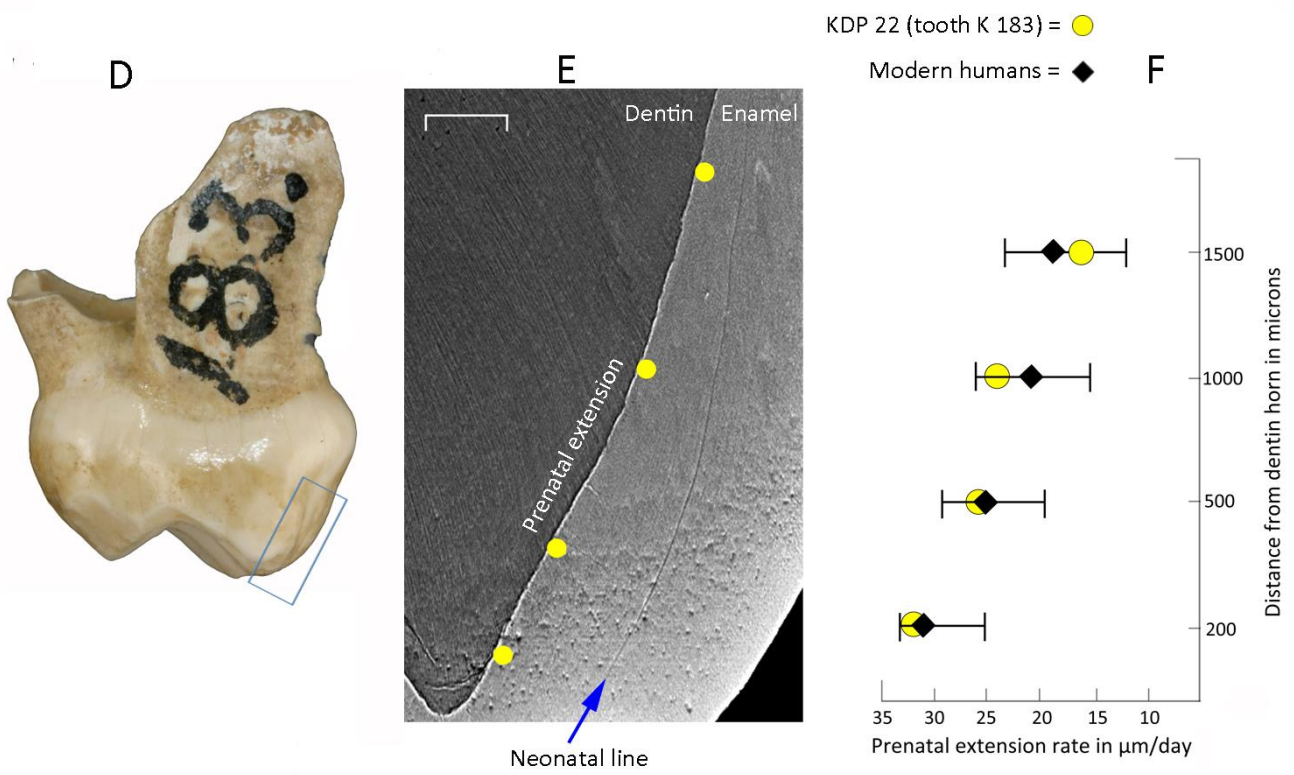 KDP 22 (tooth K 183) =
Modern humans =
D
E
F
183.
Dentin
Enamel
Prenatal extension
Neonatal line
1500
1000
500
200
Distance from dentin horn in microns
35 30 25 20 15 10
Prenatal extension rate in µm/day